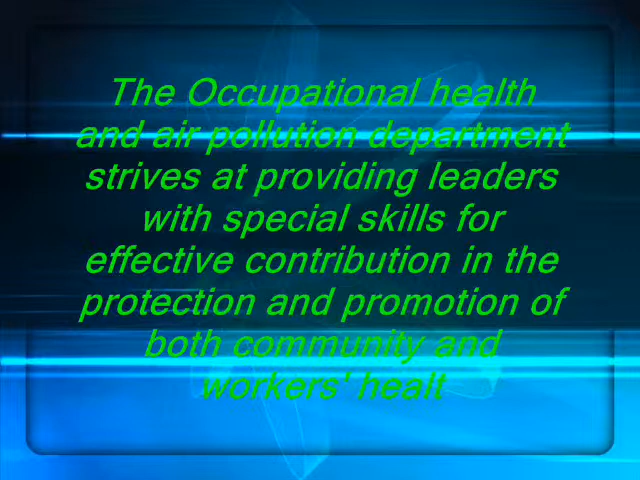 The Occupational health
and air pollution department
strives at providing leaders
with special skills for
effective contribution in the
protection and promotion of
both community and
workers' healt